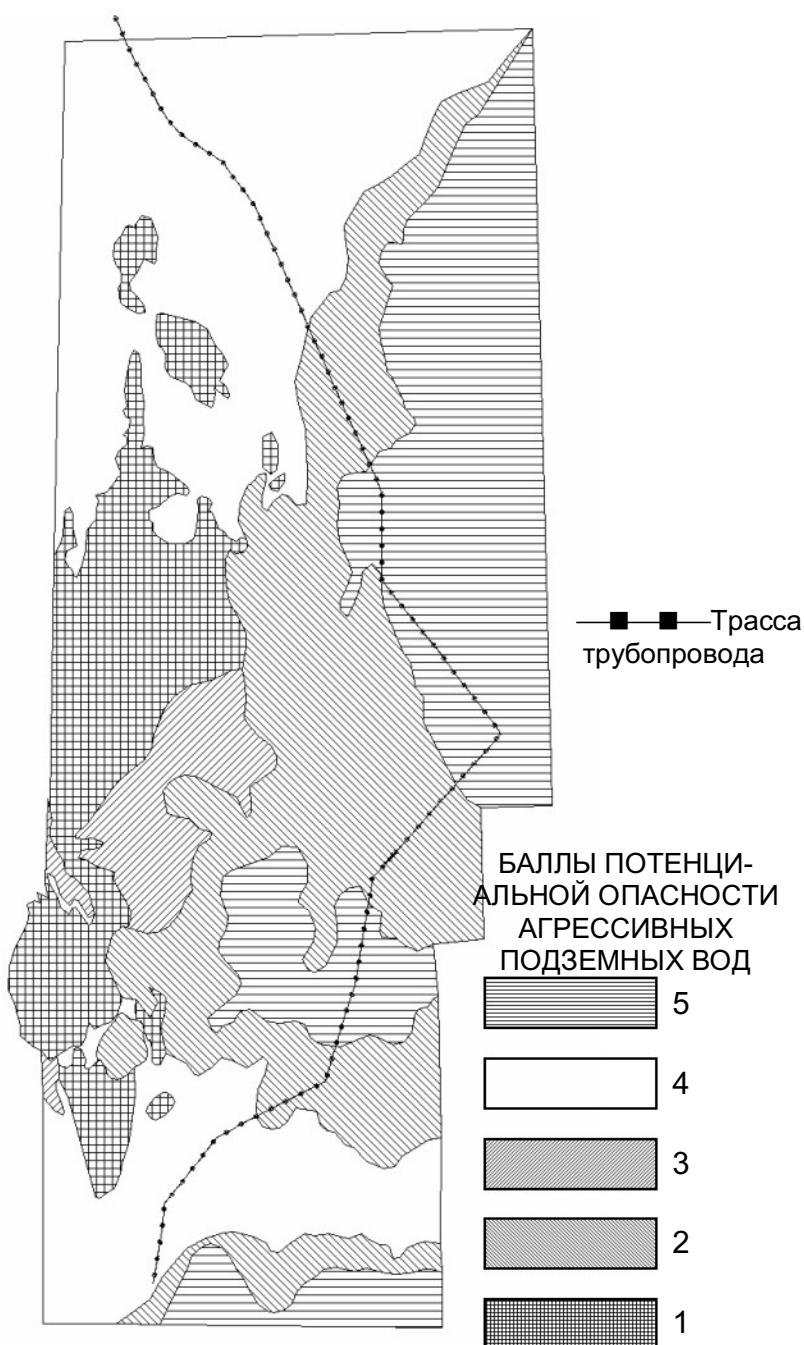 Трасса
трубопровода
БАЛЛЫ ПОТЕНЦИ-
АЛЬНОЙ ОПАСНОСТИ
АГРЕССИВНЫХ
ПОДЗЕМНЫХ ВОД
5
4
3
2
1